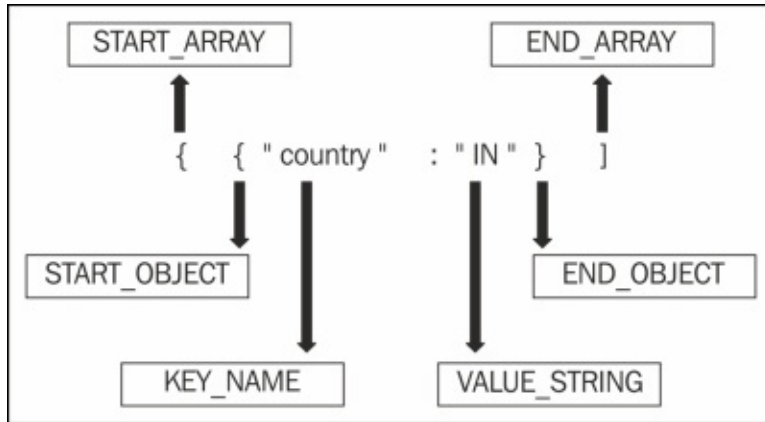 START_ARRAY END_ARRAY
{ { " country " : " IN " } ]
START_OBJECT END_OBJECT
KEY_NAME VALUE_STRING